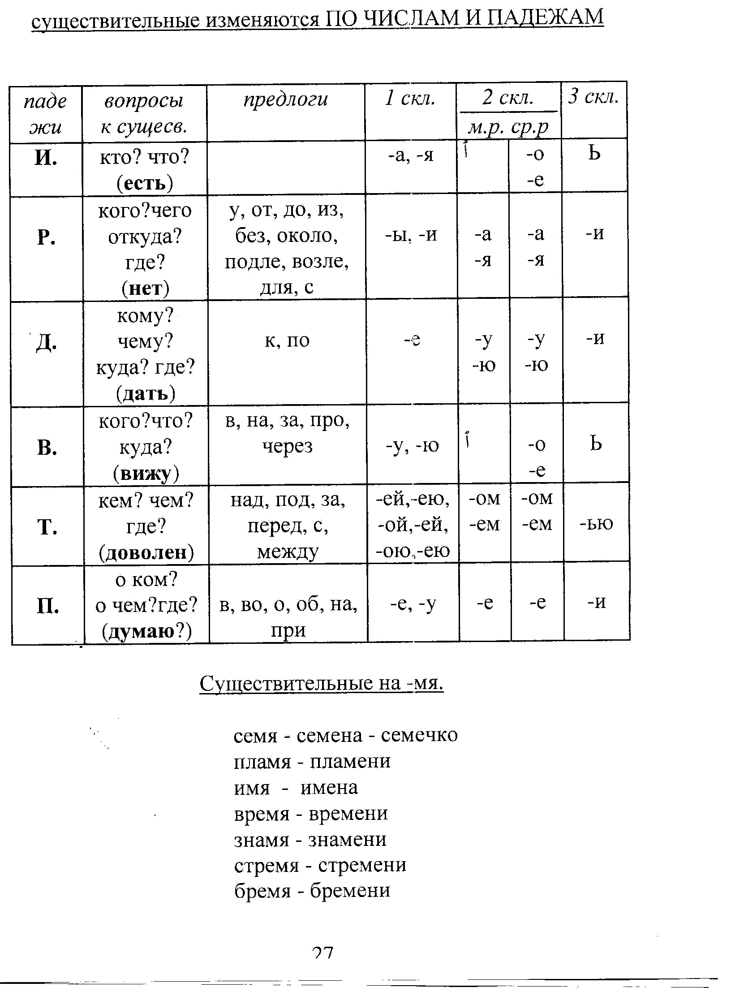 существительные изменяются ПО ЧИСЛАМ И ПАДЕЖАМ
паде вопросы предлоги 1 скл. 2 скл. 3 скл.
жи к сущесв. м.р. ср.р
И. кто? что? -а, -я -о Ь
(есть) -е
кого?чего у, от, до, из,
Р. откуда? без, около, -ы, -и -а -а -и
где? подле, возле, -я -я
(нет) для, с
кому?
Д. чему? к, по -е -у -у -и
куда? где? -ю -ю
(дать)
кого?что? в, на, за, про,
В. куда? через -у, -ю -о Ь
(вижу) -е
кем? чем? над, под, за, -ей,-ею, -ом -ом
Т. где? перед, с, -ой,-ей, -ем -ем -ью
(доволен) между -ою,-ею
о ком?
П. о чем?где? в, во, о, об, на, -е, -у -е -е -и
(думаю?) при
Существительные на -мя.
семя - семена - семечко
пламя - пламени
имя - имена
время - времени
знамя - знамени
стремя - стремени
бремя - бремени
27